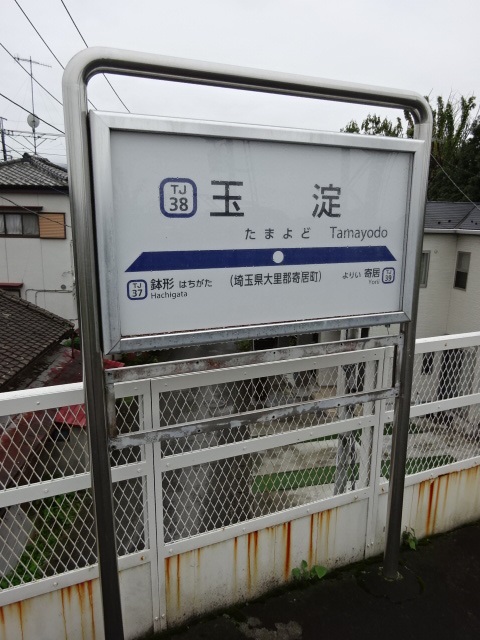 TJ 38 玉淀
たまよど Tamayodo
TJ 37 鉢形 はちがた (埼玉県大里郡寄居町) よりい 寄居 TJ 39
Hachigata Yorii